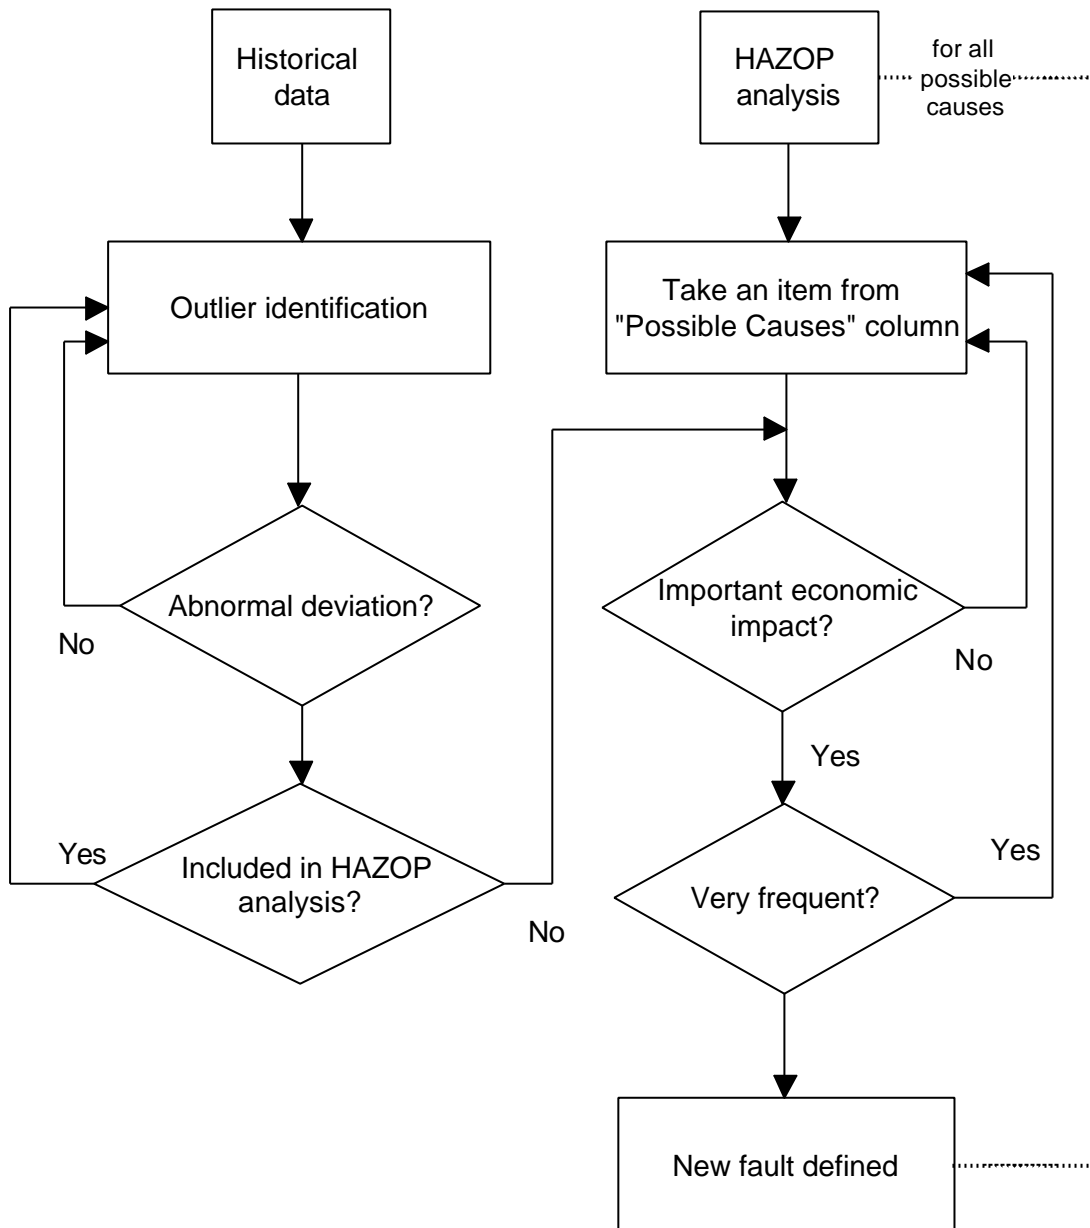 Historical
data
HAZOP
analysis
for all
possible
causes
Outlier identification
Take an item from
"Possible Causes" column
Abnormal deviation?
No
Important economic
impact?
No
Yes
Included in HAZOP
analysis?
Yes
No
Very frequent?
Yes
New fault defined